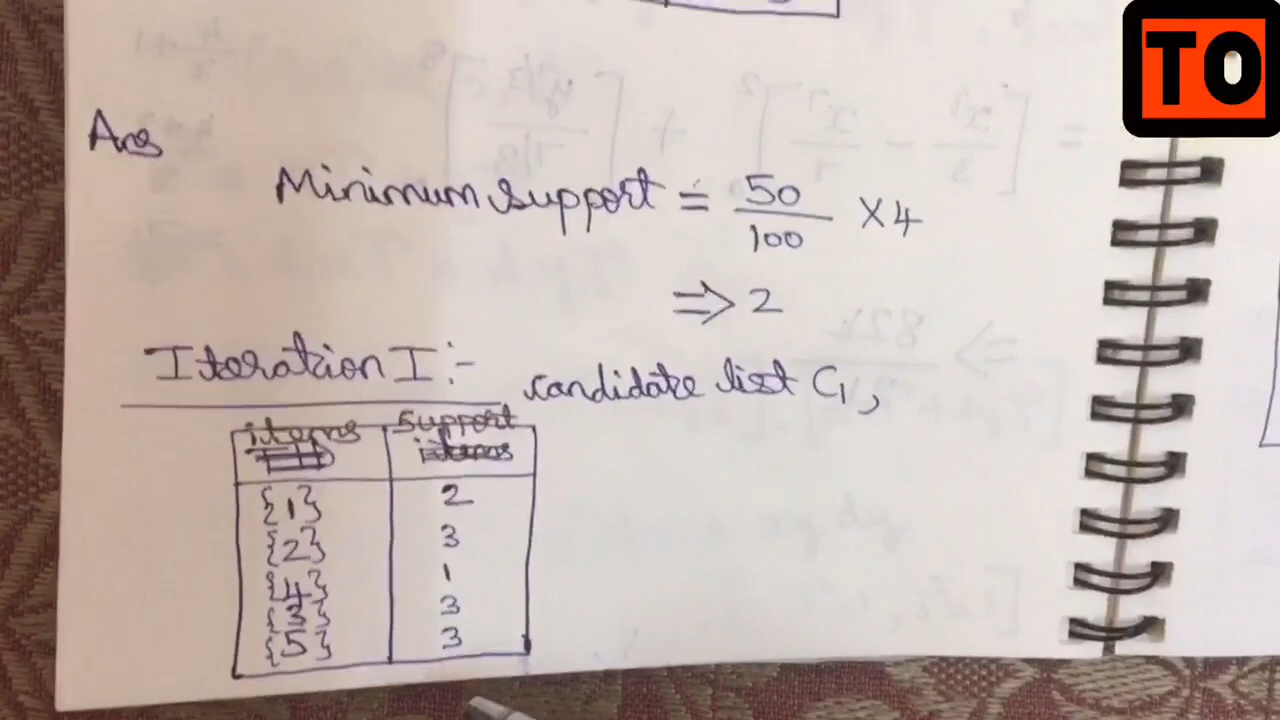 TO
Ans
Minimum support = 50/100 × 4
⇒ 2
Iteration I :- candidate list C1,
items support
{1} 2
{2} 3
{4} 1
{3} 3
{5} 3